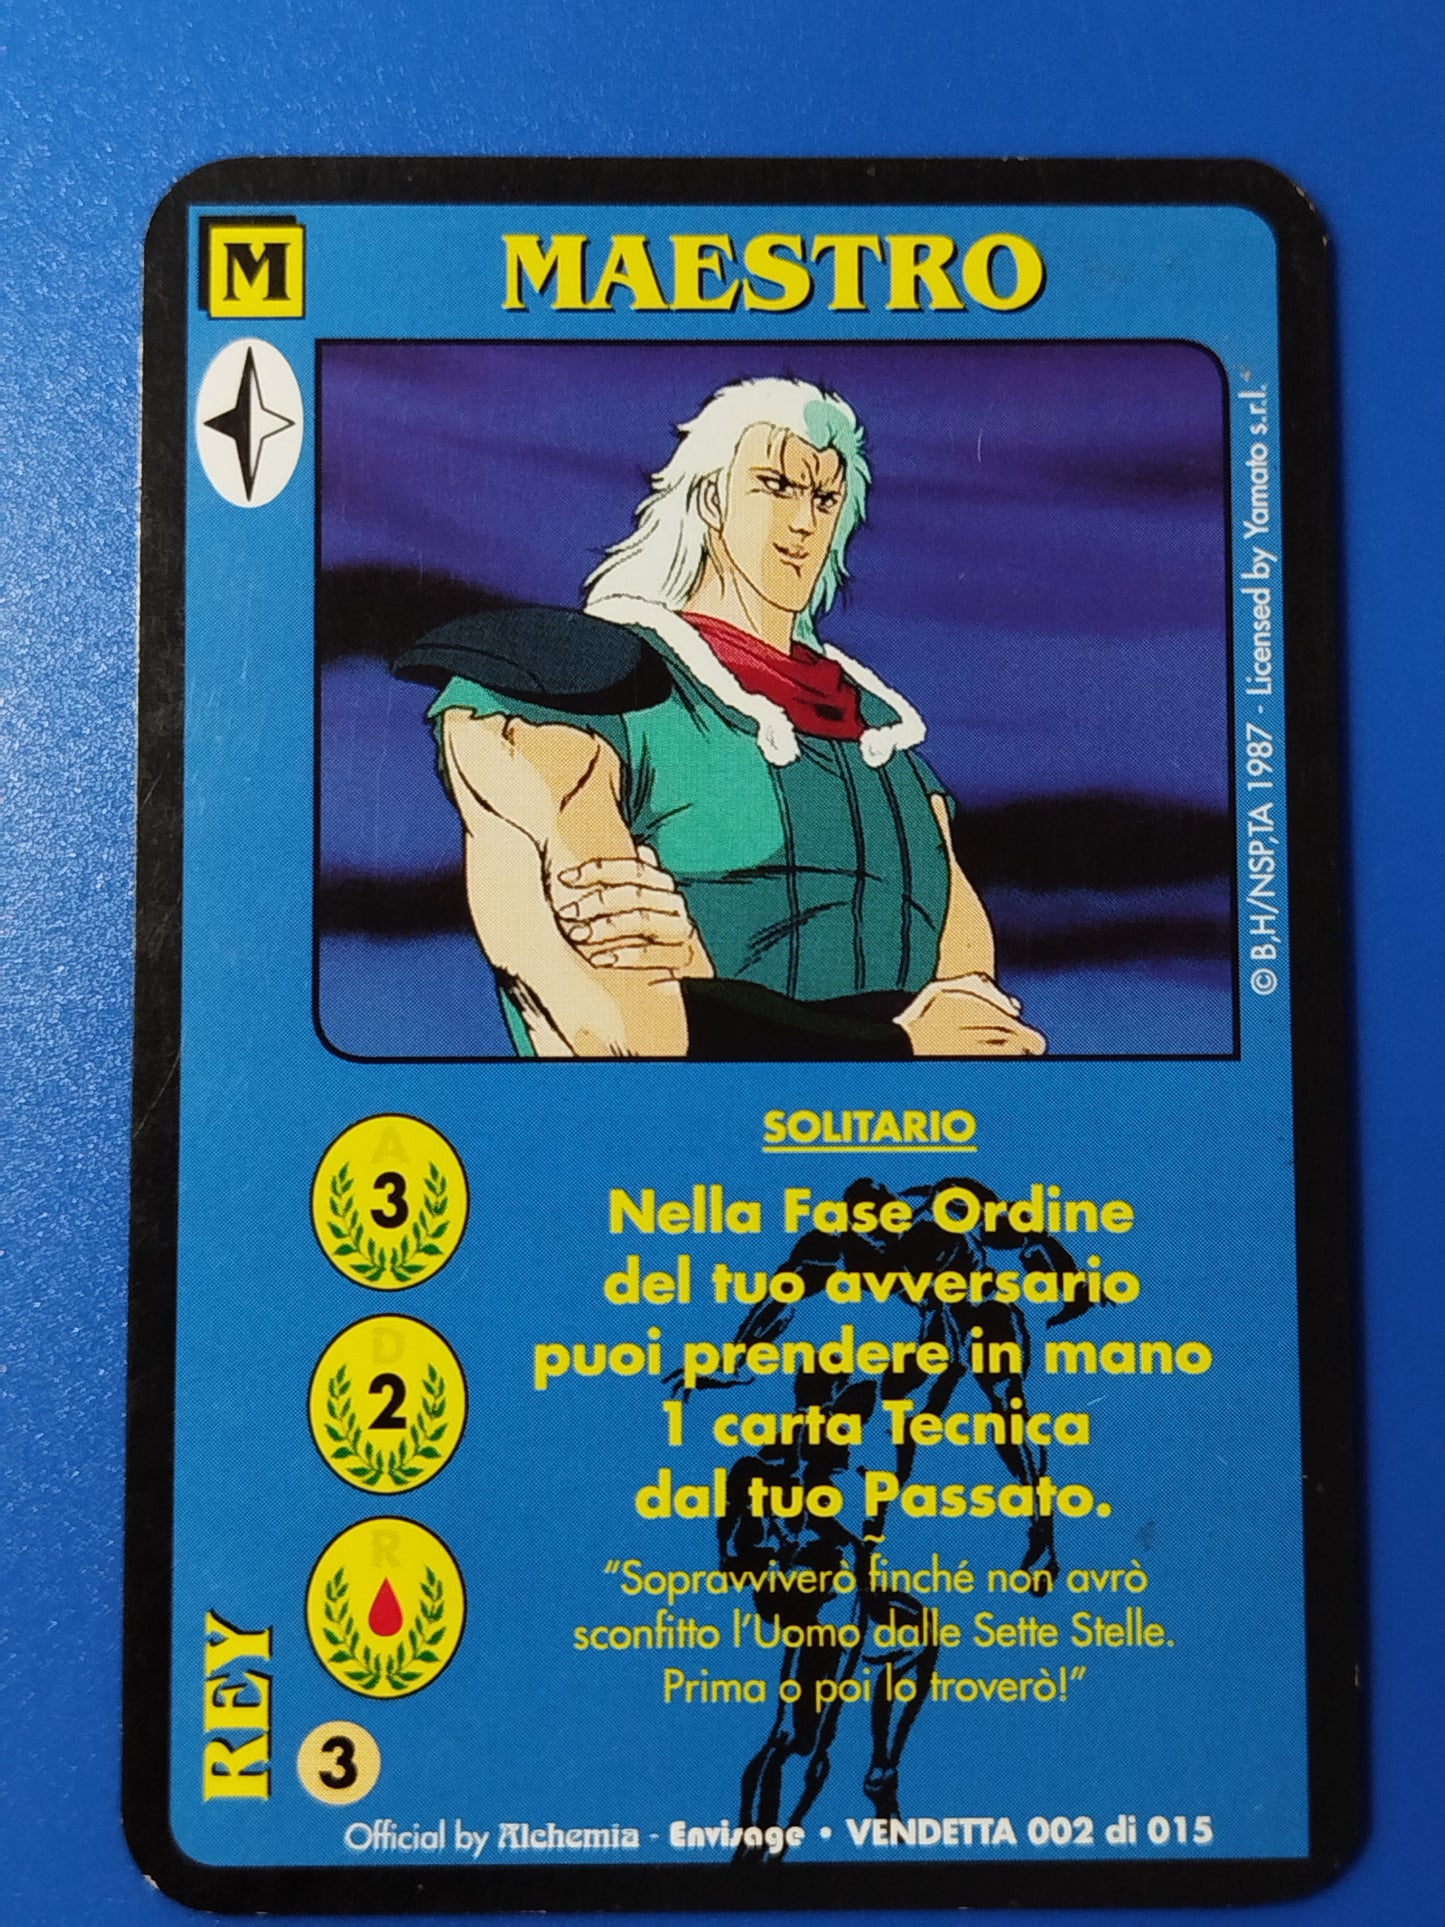 M
MAESTRO
© B,H/NSP,TA 1987 - Licensed by Yamato s.r.l.
A
3
D
2
R
REY
3
SOLITARIO
Nella Fase Ordine
del tuo avversario
puoi prendere in mano
1 carta Tecnica
dal tuo Passato.
~
“Sopravviverò finché non avrò
sconfitto l’Uomo dalle Sette Stelle.
Prima o poi lo troverò!”
Official by Alchemia - Envisage • VENDETTA 002 di 015